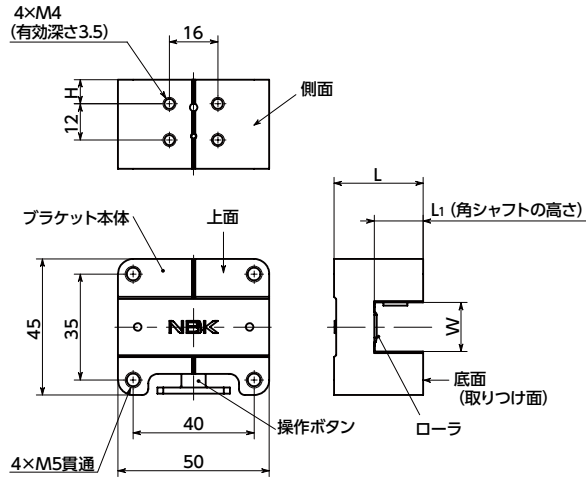 4×M4
(有効深さ3.5)
16
H
12
側面
L
L1 (角シャフトの高さ)
ブラケット本体
上面
45
35
NBK
W
底面
(取りつけ面)
ローラ
操作ボタン
40
50
4×M5貫通